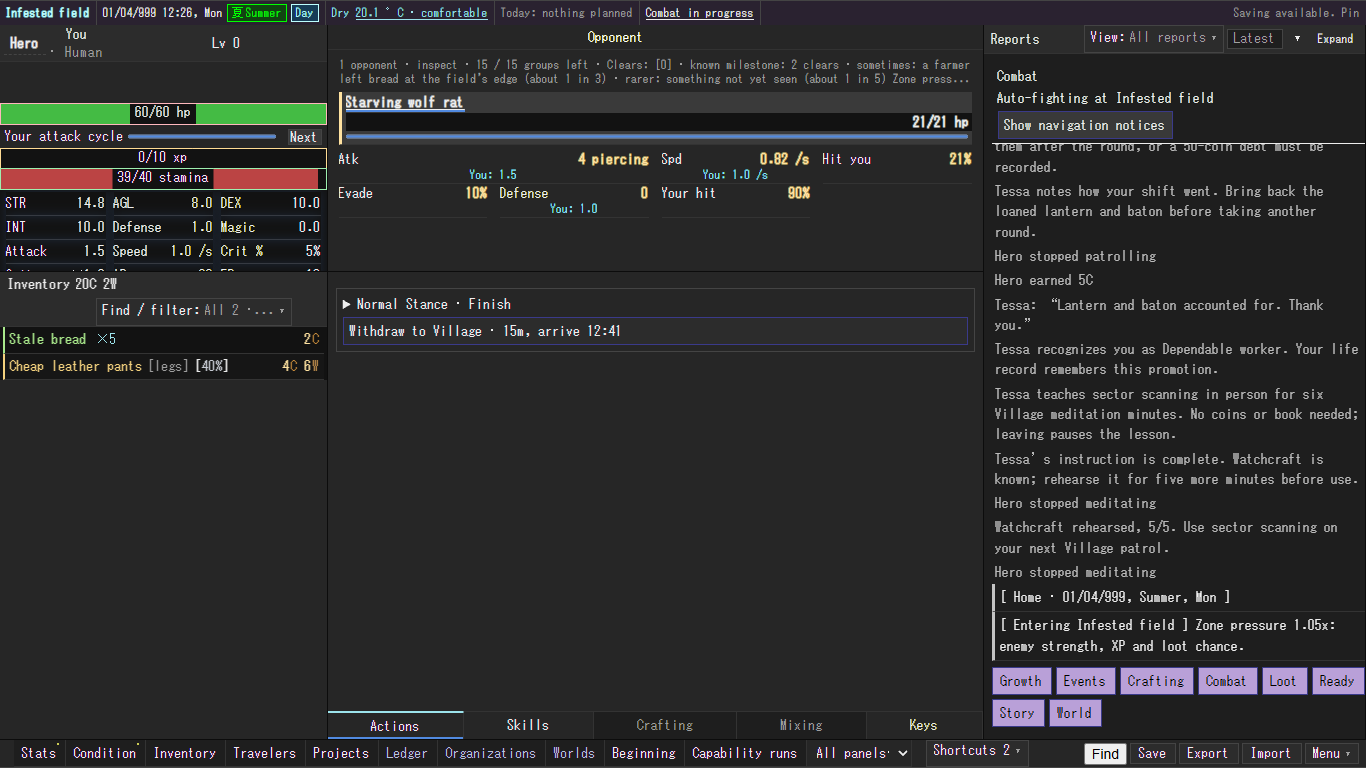 Infested field 01/04/999 12:26, Mon 夏Summer Day Dry 20.1 ° C · comfortable Today: nothing planned Combat in progress Saving available. Pin
Hero · You Human Lv 0
60/60 hp
Your attack cycle Next
0/10 xp
39/40 stamina
STR 14.8 AGL 8.0 DEX 10.0
INT 10.0 Defense 1.0 Magic 0.0
Attack 1.5 Speed 1.0 /s Crit % 5%
Inventory 20C 2W
Find / filter: All 2 ·... ▾
Stale bread ×5 2C
Cheap leather pants [legs] [40%] 4C 6W
Opponent
1 opponent · inspect · 15 / 15 groups left · Clears: [0] · known milestone: 2 clears · sometimes: a farmer
left bread at the field's edge (about 1 in 3) · rarer: something not yet seen (about 1 in 5) Zone press...
Starving wolf rat
21/21 hp
Atk 4 piercing Spd 0.82 /s Hit you 21%
You: 1.5 You: 1.0 /s
Evade 10% Defense 0 Your hit 90%
You: 1.0
▶ Normal Stance · Finish
Withdraw to Village · 15m, arrive 12:41
Actions Skills Crafting Mixing Keys
Reports View: All reports ▾ Latest ▾ Expand
Combat
Auto-fighting at Infested field
Show navigation notices
them after the round, or a 50-coin debt must be
recorded.
Tessa notes how your shift went. Bring back the
loaned lantern and baton before taking another
round.
Hero stopped patrolling
Hero earned 5C
Tessa: “Lantern and baton accounted for. Thank
you.”
Tessa recognizes you as Dependable worker. Your life
record remembers this promotion.
Tessa teaches sector scanning in person for six
Village meditation minutes. No coins or book needed;
leaving pauses the lesson.
Tessa's instruction is complete. Watchcraft is
known; rehearse it for five more minutes before use.
Hero stopped meditating
Watchcraft rehearsed, 5/5. Use sector scanning on
your next Village patrol.
Hero stopped meditating
[ Home · 01/04/999, Summer, Mon ]
[ Entering Infested field ] Zone pressure 1.05x:
enemy strength, XP and loot chance.
Growth Events Crafting Combat Loot Ready
Story World
Stats Condition Inventory Travelers Projects Ledger Organizations Worlds Beginning Capability runs All panels· Shortcuts 2 ▾ Find Save Export Import Menu ▾